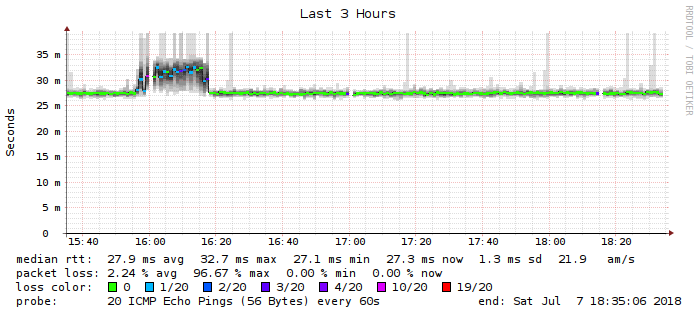 Last 3 Hours
RRDTOOL / TOBI OETIKER
Seconds
35 m
30 m
25 m
20 m
15 m
10 m
5 m
0
15:40 16:00 16:20 16:40 17:00 17:20 17:40 18:00 18:20
median rtt: 27.9 ms avg 32.7 ms max 27.1 ms min 27.3 ms now 1.3 ms sd 21.9 am/s
packet loss: 2.24 % avg 96.67 % max 0.00 % min 0.00 % now
loss color: 0 1/20 2/20 3/20 4/20 10/20 19/20
probe: 20 ICMP Echo Pings (56 Bytes) every 60s end: Sat Jul 7 18:35:06 2018